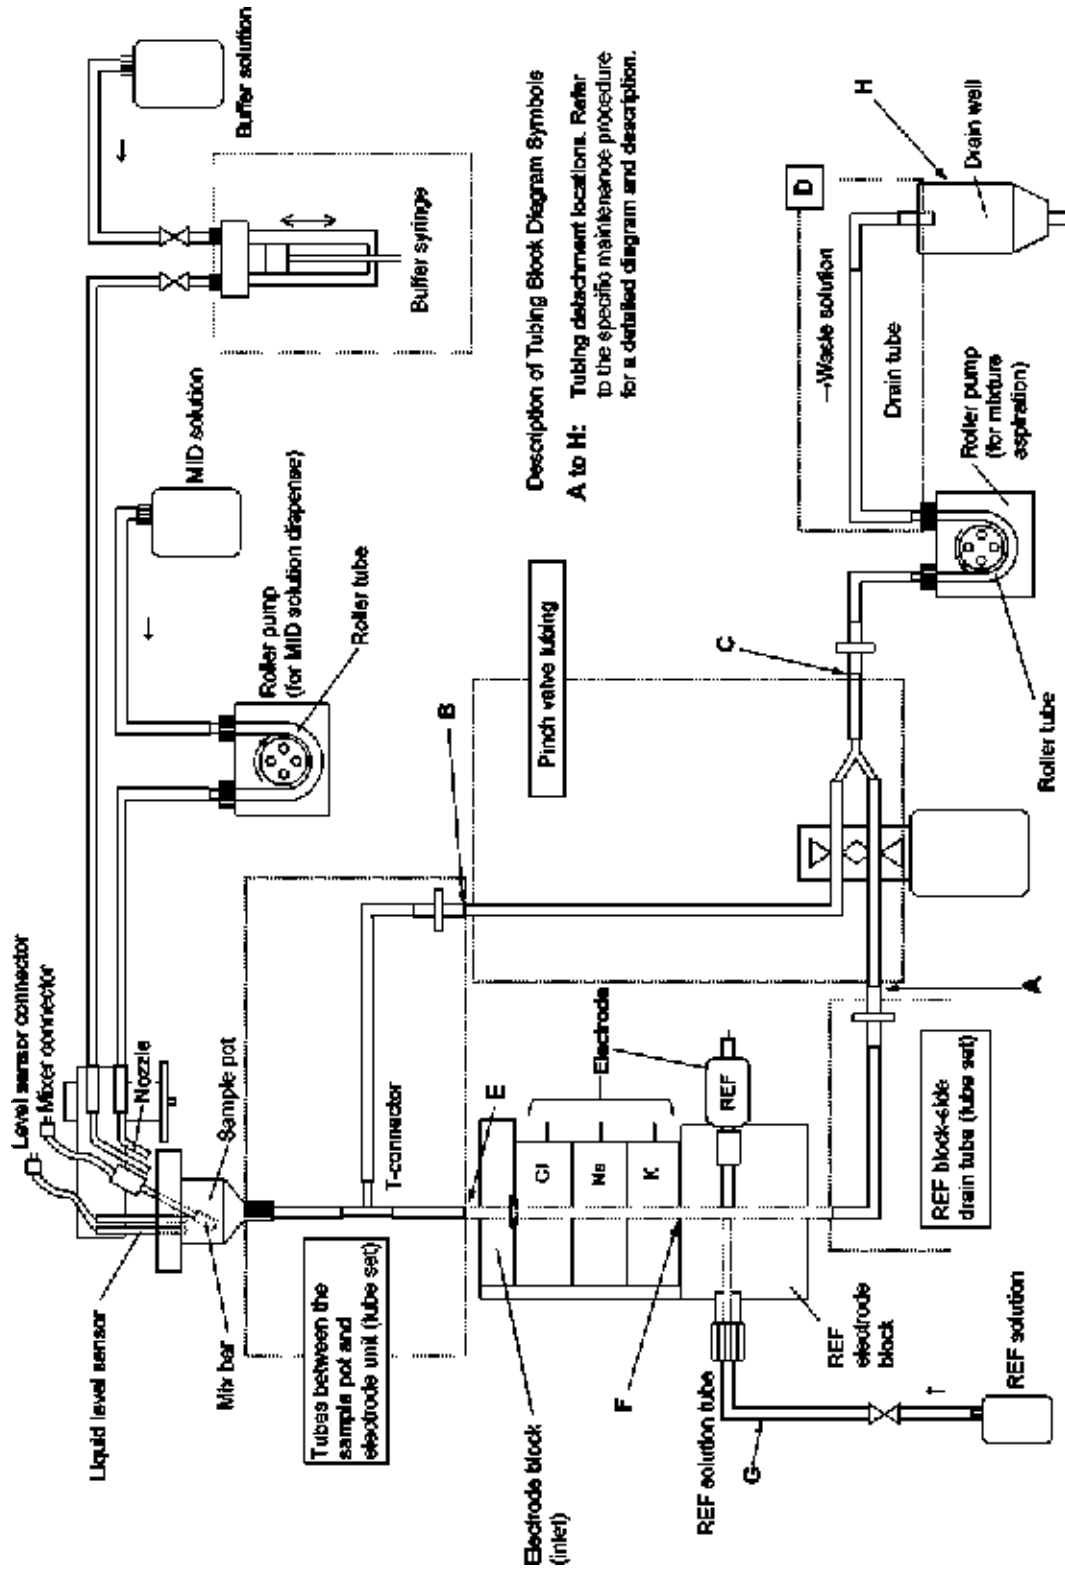 Level sensor connector
Mixer connector
Nozzle
Sample pot
Liquid level sensor
Mix bar
Tubes between the
sample pot and
electrode unit (tube set)
T-connector
MID solution
Roller pump
(for MID solution dispense)
Roller tube
Buffer solution
Buffer syringe
Electrode block
(inlet)
E
Cl
Na
K
Electrode
REF
F
REF solution tube
G
REF solution
REF
electrode
block
REF block-side
drain tube (tube set)
A
B
Pinch valve tubing
C
Roller tube
Roller pump
(for mixture
aspiration)
Description of Tubing Block Diagram Symbols
A to H: Tubing detachment locations. Refer
to the specific maintenance procedure
for a detailed diagram and description.
D
→Waste solution
Drain tube
H
Drain well